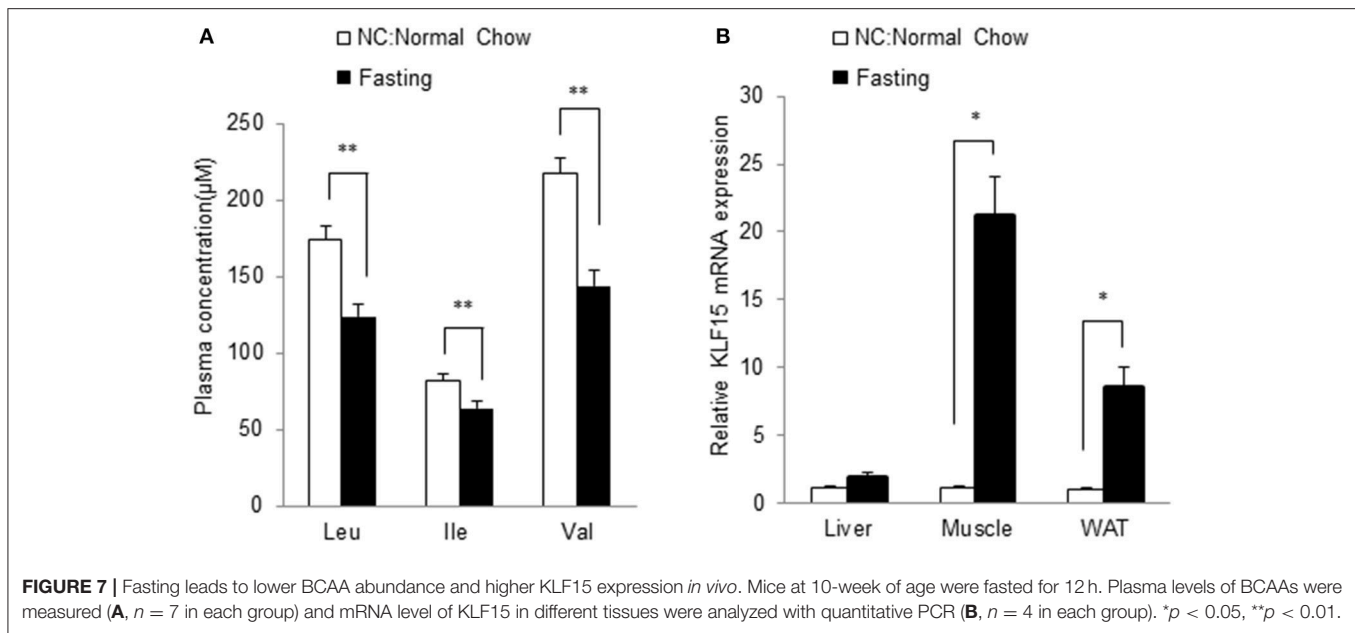 A
NC:Normal Chow
Fasting
Plasma concentration(µM)
250
200
150
100
50
0
**
**
**
Leu Ile Val
B
NC:Normal Chow
Fasting
Relative KLF15 mRNA expression
30
25
20
15
10
5
0
*
*
Liver Muscle WAT
FIGURE 7 | Fasting leads to lower BCAA abundance and higher KLF15 expression in vivo. Mice at 10-week of age were fasted for 12 h. Plasma levels of BCAAs were
measured (A, n = 7 in each group) and mRNA level of KLF15 in different tissues were analyzed with quantitative PCR (B, n = 4 in each group). *p < 0.05, **p < 0.01.